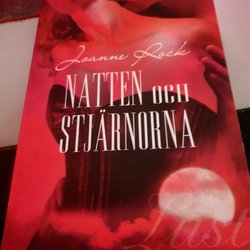 Joanne Rock
NATTEN OCH
STJÄRNORNA
Lust